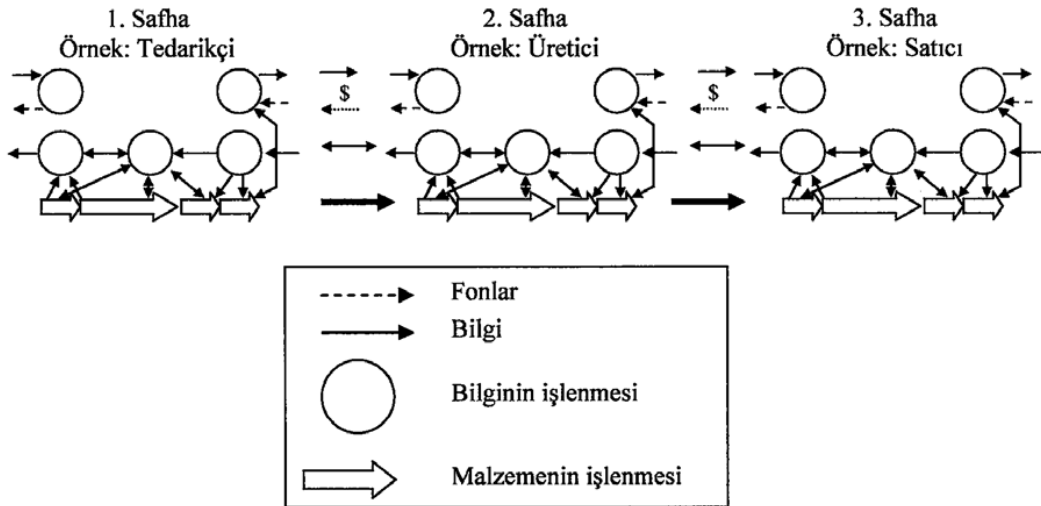 1. Safha
Örnek: Tedarikçi
2. Safha
Örnek: Üretici
3. Safha
Örnek: Satıcı
$
$
Fonlar
Bilgi
Bilginin işlenmesi
Malzemenin işlenmesi